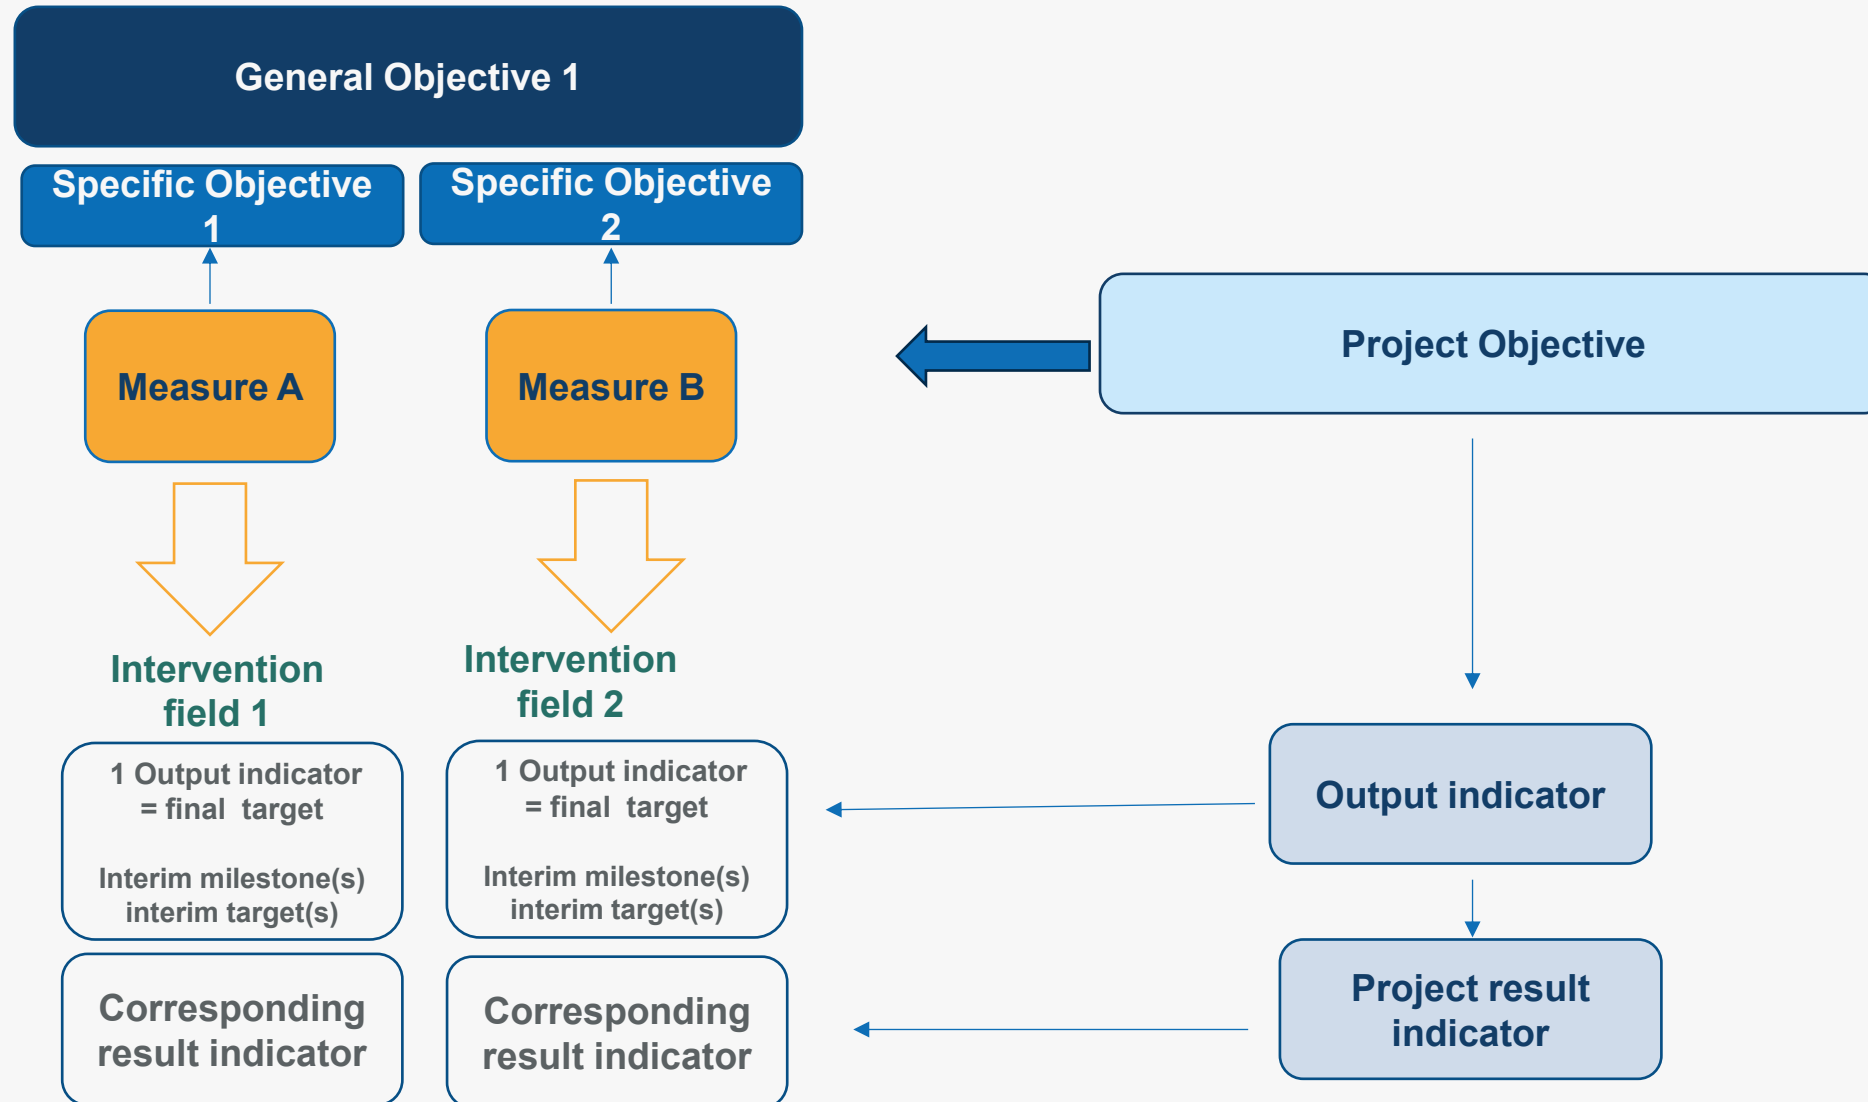 General Objective 1
Specific Objective
1
Specific Objective
2
Measure A
Measure B
Project Objective
Intervention
field 1
Intervention
field 2
1 Output indicator
= final target
Interim milestone(s)
interim target(s)
1 Output indicator
= final target
Interim milestone(s)
interim target(s)
Output indicator
Corresponding
result indicator
Corresponding
result indicator
Project result
indicator